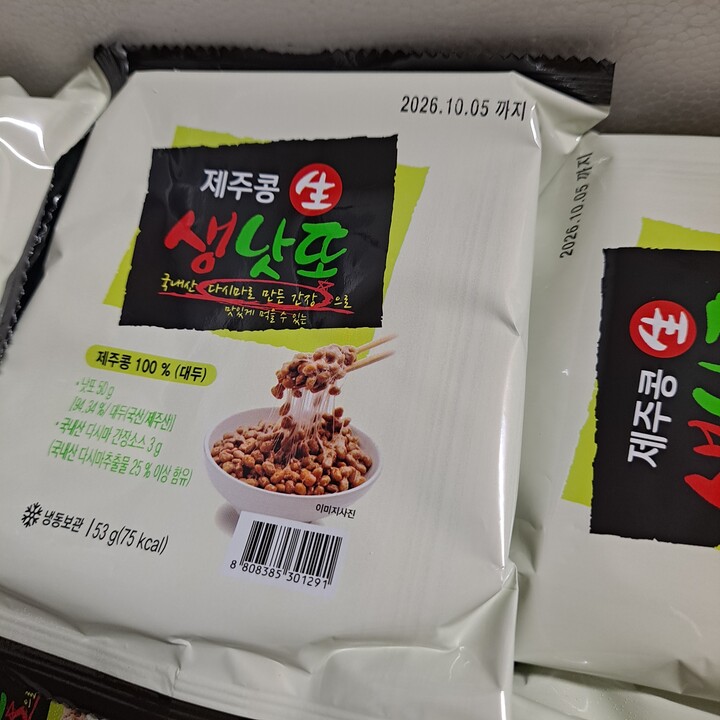 2026.10.05 까지
제주콩 生
생낫또
국내산 다시마로 만든 간장으로
맛있게 먹을 수 있는
제주콩 100 % (대두)
* 낫또 50 g
[94.34 %/ 대두(국산/제주산)]
* 국내산 다시마 간장소스 3 g
(국내산 다시마추출물 25 % 이상 함유)
이미지사진
냉동보관 | 53 g(75 kcal)
8 808385 301291
2026.10.05 까지
제주콩 生